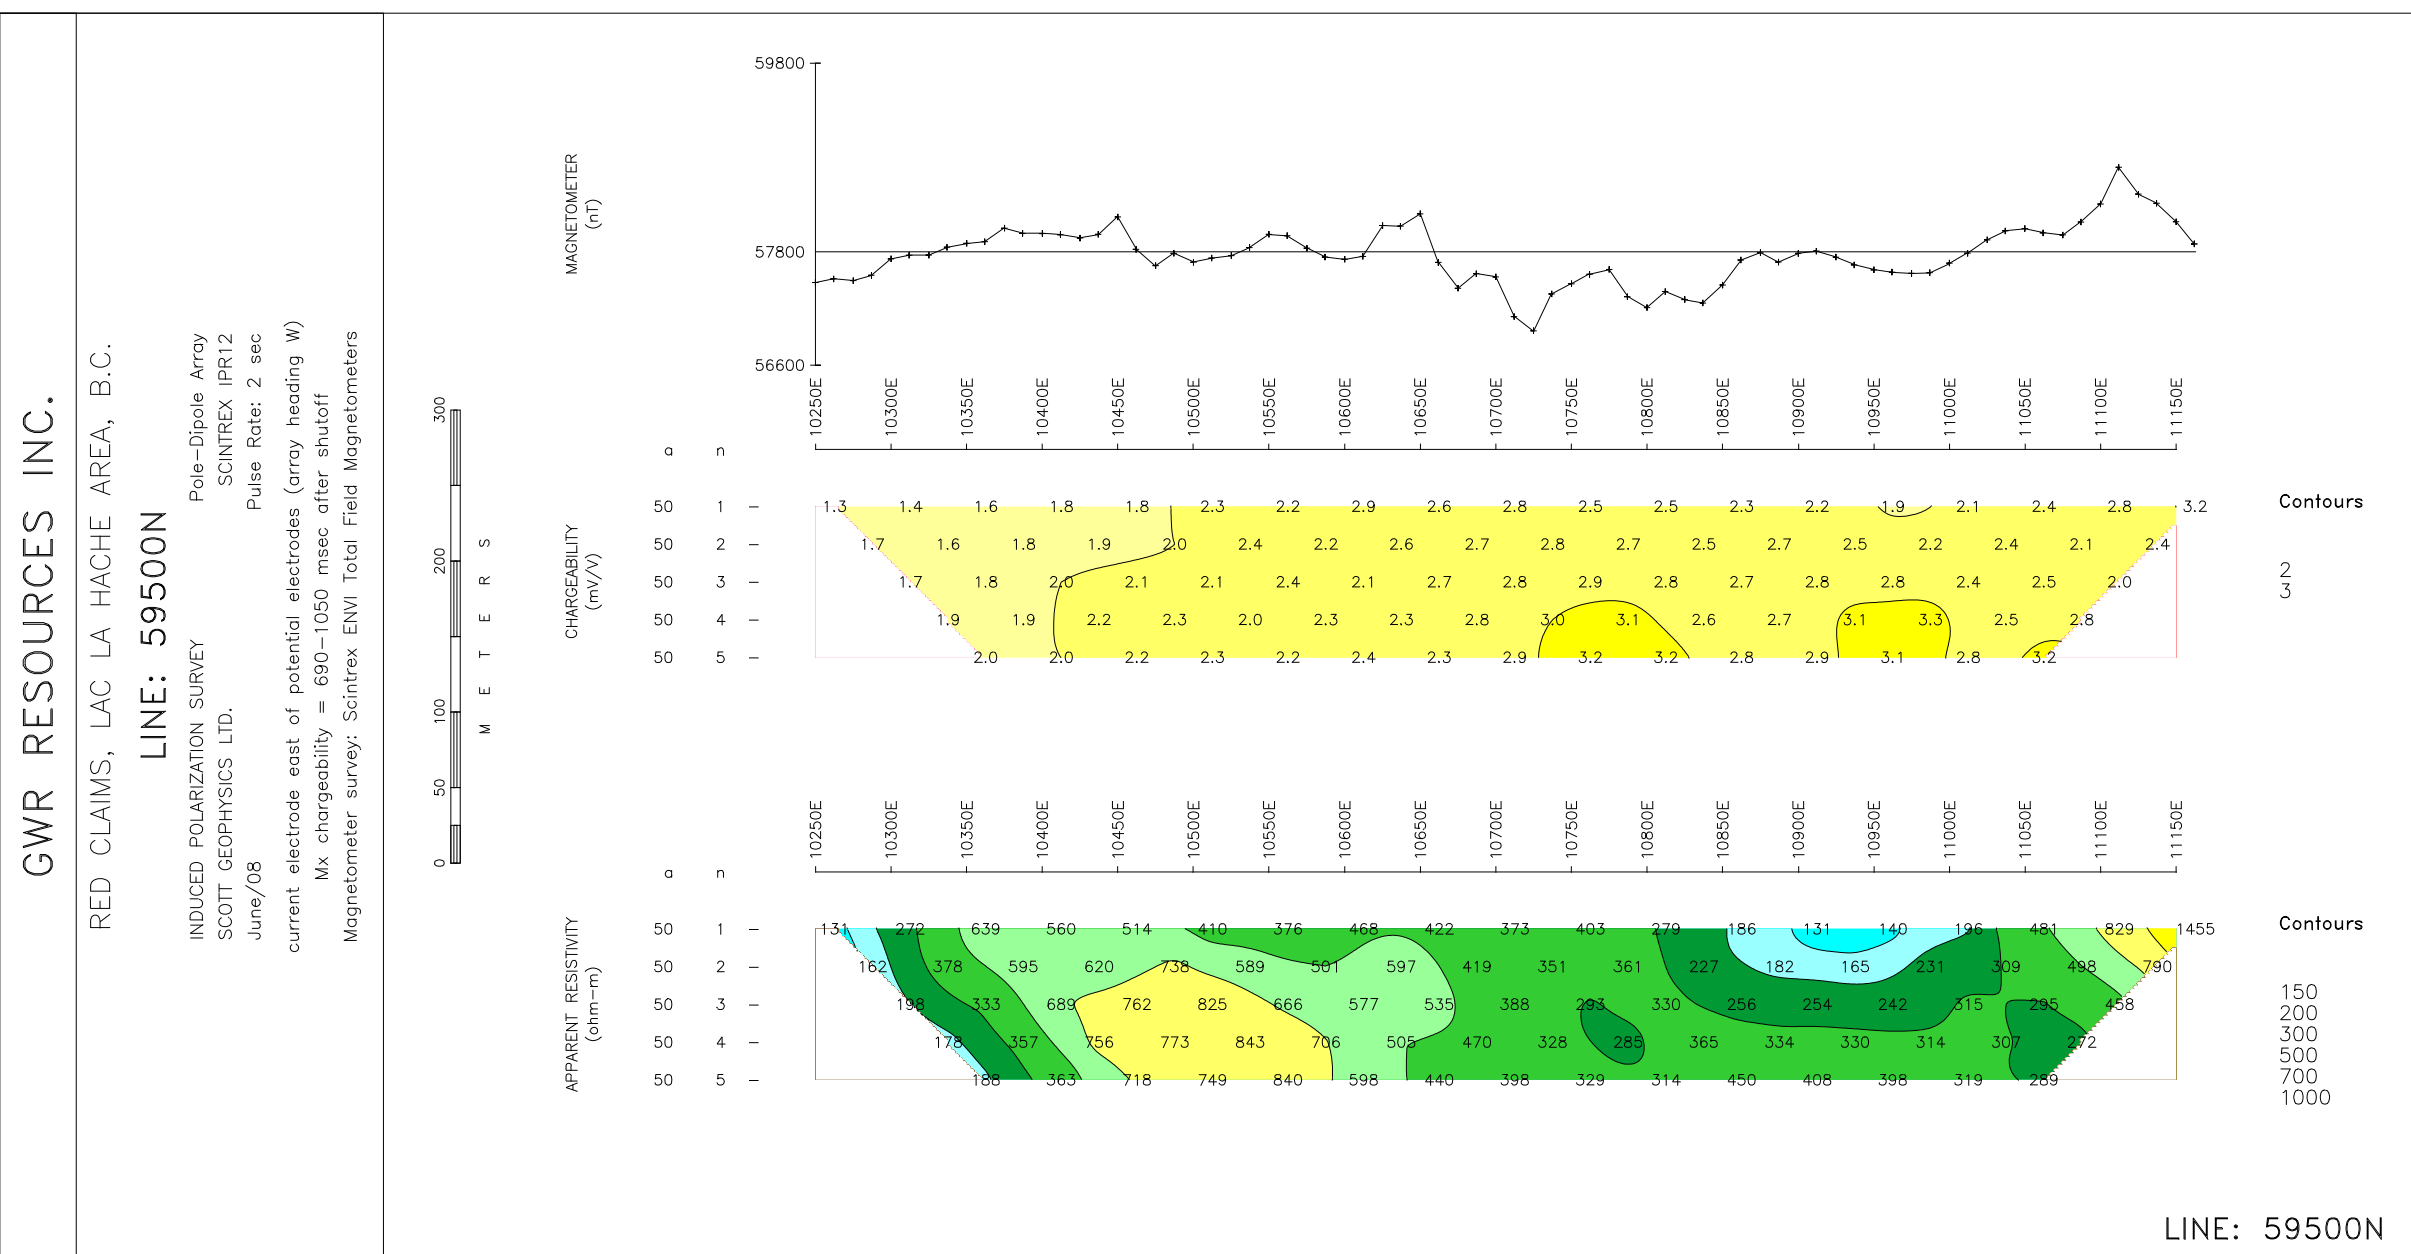 GWR RESOURCES INC.
RED CLAIMS, LAC LA HACHE AREA, B.C.
LINE: 59500N
INDUCED POLARIZATION SURVEY Pole-Dipole Array
SCOTT GEOPHYSICS LTD. SCINTREX IPR12
June/08 Pulse Rate: 2 sec
current electrode east of potential electrodes (array heading W)
Mx chargeability = 690-1050 msec after shutoff
Magnetometer survey: Scintrex ENVI Total Field Magnetometers
0 50 100 200 300
METERS
MAGNETOMETER
(nT)
59800
57800
56600
10250E 10300E 10350E 10400E 10450E 10500E 10550E 10600E 10650E 10700E 10750E 10800E 10850E 10900E 10950E 11000E 11050E 11100E 11150E
a n
CHARGEABILITY
(mV/V)
50 1 - 1.3 1.4 1.6 1.8 1.8 2.3 2.2 2.9 2.6 2.8 2.5 2.5 2.3 2.2 1.9 2.1 2.4 2.8 3.2
50 2 - 1.7 1.6 1.8 1.9 2.0 2.4 2.2 2.6 2.7 2.8 2.7 2.5 2.7 2.5 2.2 2.4 2.1 2.4
50 3 - 1.7 1.8 2.0 2.1 2.1 2.4 2.1 2.7 2.8 2.9 2.8 2.7 2.8 2.8 2.4 2.5 2.0
50 4 - 1.9 1.9 2.2 2.3 2.0 2.3 2.3 2.8 3.0 3.1 2.6 2.7 3.1 3.3 2.5 2.8
50 5 - 2.0 2.0 2.2 2.3 2.2 2.4 2.3 2.9 3.2 3.2 2.8 2.9 3.1 2.8 3.2
Contours
2
3
10250E 10300E 10350E 10400E 10450E 10500E 10550E 10600E 10650E 10700E 10750E 10800E 10850E 10900E 10950E 11000E 11050E 11100E 11150E
a n
APPARENT RESISTIVITY
(ohm-m)
50 1 - 131 272 639 560 514 410 376 468 422 373 403 279 186 131 140 196 481 829 1455
50 2 - 162 378 595 620 738 589 501 597 419 351 361 227 182 165 231 309 498 790
50 3 - 198 333 689 762 825 666 577 535 388 293 330 256 254 242 315 295 458
50 4 - 178 357 756 773 843 706 505 470 328 285 365 334 330 314 307 272
50 5 - 188 363 718 749 840 598 440 398 329 314 450 408 398 319 289
Contours
150
200
300
500
700
1000
LINE: 59500N